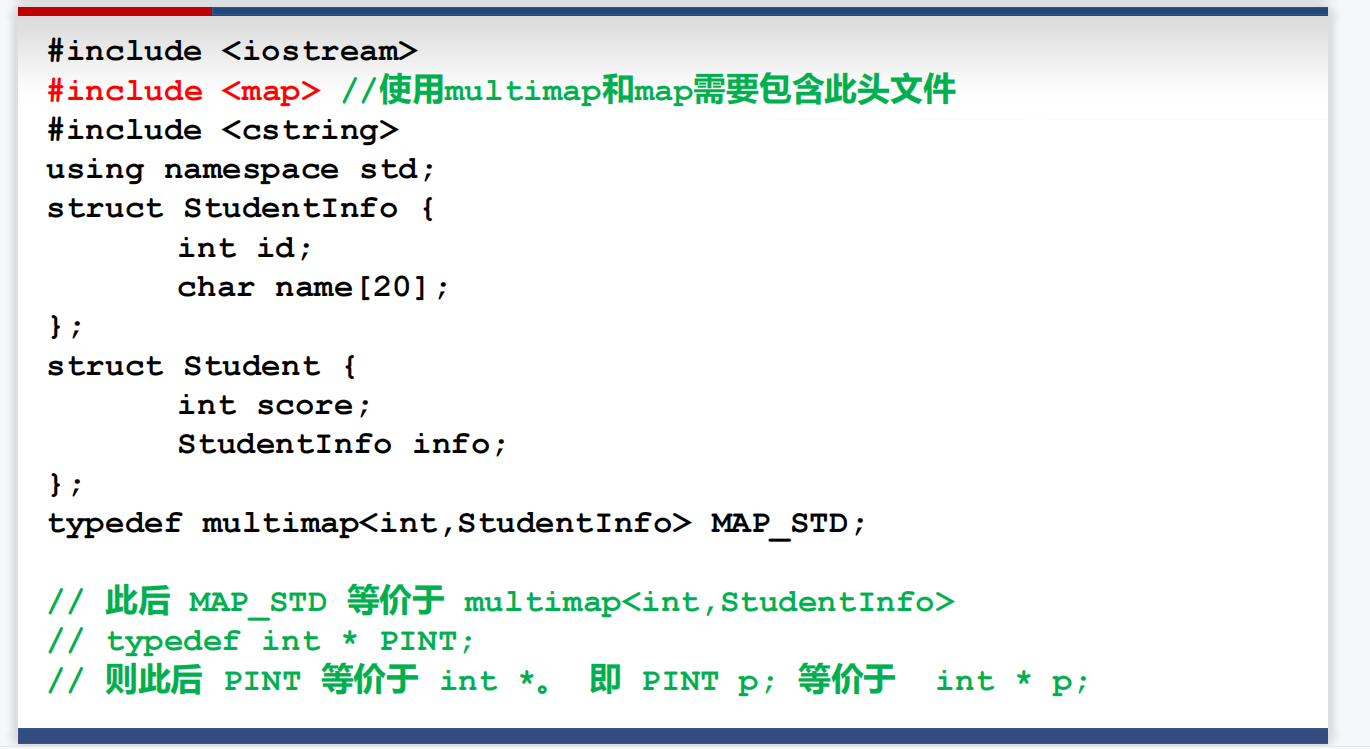 #include <iostream>
#include <map> //使用multimap和map需要包含此头文件
#include <cstring>
using namespace std;
struct StudentInfo {
int id;
char name[20];
};
struct Student {
int score;
StudentInfo info;
};
typedef multimap<int,StudentInfo> MAP_STD;
// 此后 MAP_STD 等价于 multimap<int,StudentInfo>
// typedef int * PINT;
// 则此后 PINT 等价于 int *。 即 PINT p; 等价于 int * p;